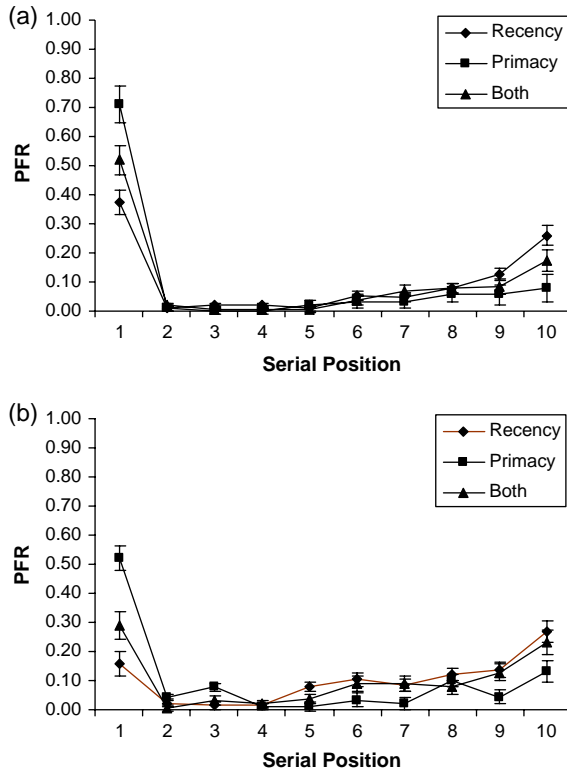 (a)
1.00
0.90
0.80
0.70
0.60
0.50
0.40
0.30
0.20
0.10
0.00
PFR
Recency
Primacy
Both
1 2 3 4 5 6 7 8 9 10
Serial Position
(b)
1.00
0.90
0.80
0.70
0.60
0.50
0.40
0.30
0.20
0.10
0.00
PFR
Recency
Primacy
Both
1 2 3 4 5 6 7 8 9 10
Serial Position